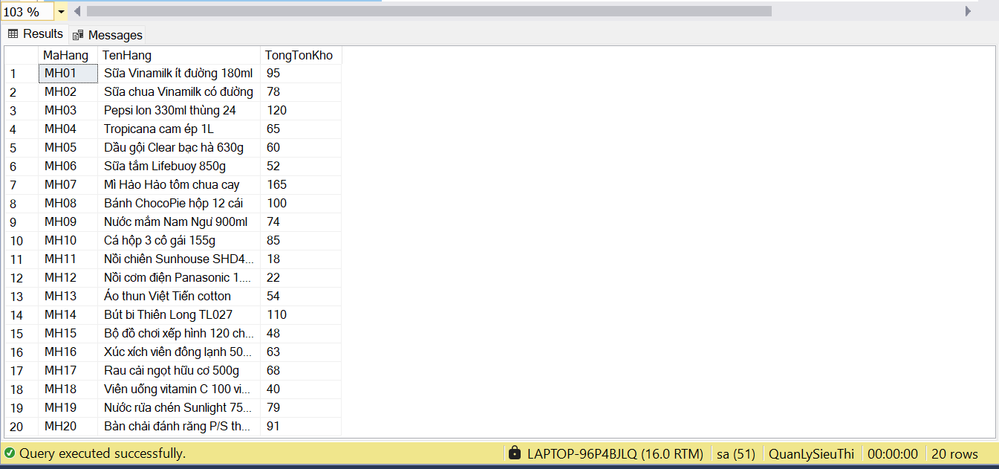 103 %
Results Messages
MaHang TenHang TongTonKho
1 MH01 Sữa Vinamilk ít đường 180ml 95
2 MH02 Sữa chua Vinamilk có đường 78
3 MH03 Pepsi lon 330ml thùng 24 120
4 MH04 Tropicana cam ép 1L 65
5 MH05 Dầu gội Clear bạc hà 630g 60
6 MH06 Sữa tắm Lifebuoy 850g 52
7 MH07 Mì Hảo Hảo tôm chua cay 165
8 MH08 Bánh ChocoPie hộp 12 cái 100
9 MH09 Nước mắm Nam Ngư 900ml 74
10 MH10 Cá hộp 3 cô gái 155g 85
11 MH11 Nồi chiên Sunhouse SHD4... 18
12 MH12 Nồi cơm điện Panasonic 1.... 22
13 MH13 Áo thun Việt Tiến cotton 54
14 MH14 Bút bi Thiên Long TL027 110
15 MH15 Bộ đồ chơi xếp hình 120 ch... 48
16 MH16 Xúc xích viên đông lạnh 50... 63
17 MH17 Rau cải ngọt hữu cơ 500g 68
18 MH18 Viên uống vitamin C 100 vi... 40
19 MH19 Nước rửa chén Sunlight 75... 79
20 MH20 Bàn chải đánh răng P/S th... 91
Query executed successfully. LAPTOP-96P4BJLQ (16.0 RTM) sa (51) QuanLySieuThi 00:00:00 20 rows